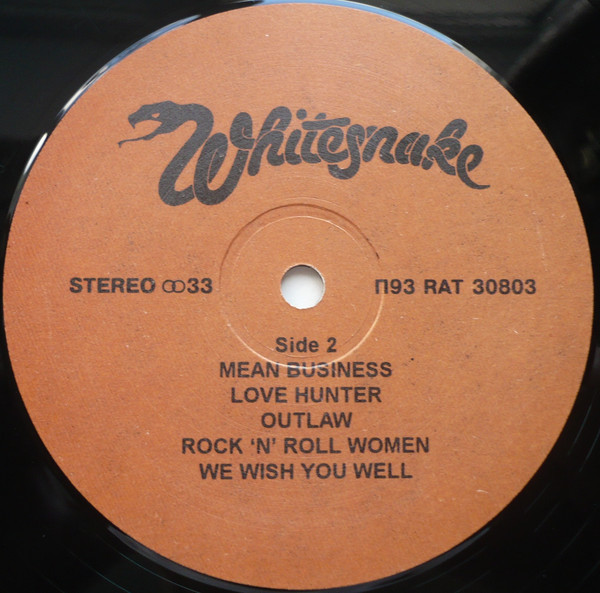 Whitesnake
STEREO ꝏ 33
П93 RAT 30803
Side 2
MEAN BUSINESS
LOVE HUNTER
OUTLAW
ROCK ‘N’ ROLL WOMEN
WE WISH YOU WELL